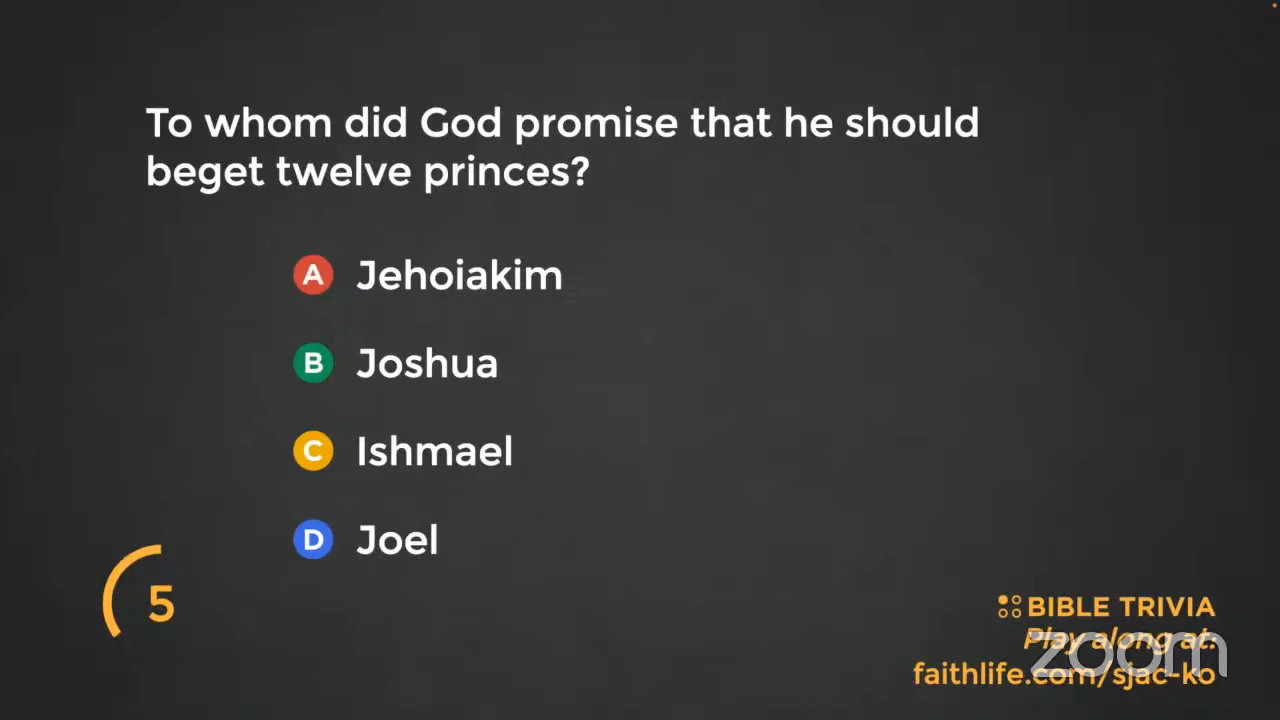 To whom did God promise that he should
beget twelve princes?
A Jehoiakim
B Joshua
C Ishmael
D Joel
5
BIBLE TRIVIA
Play along at:
zoom
faithlife.com/sjac-ko